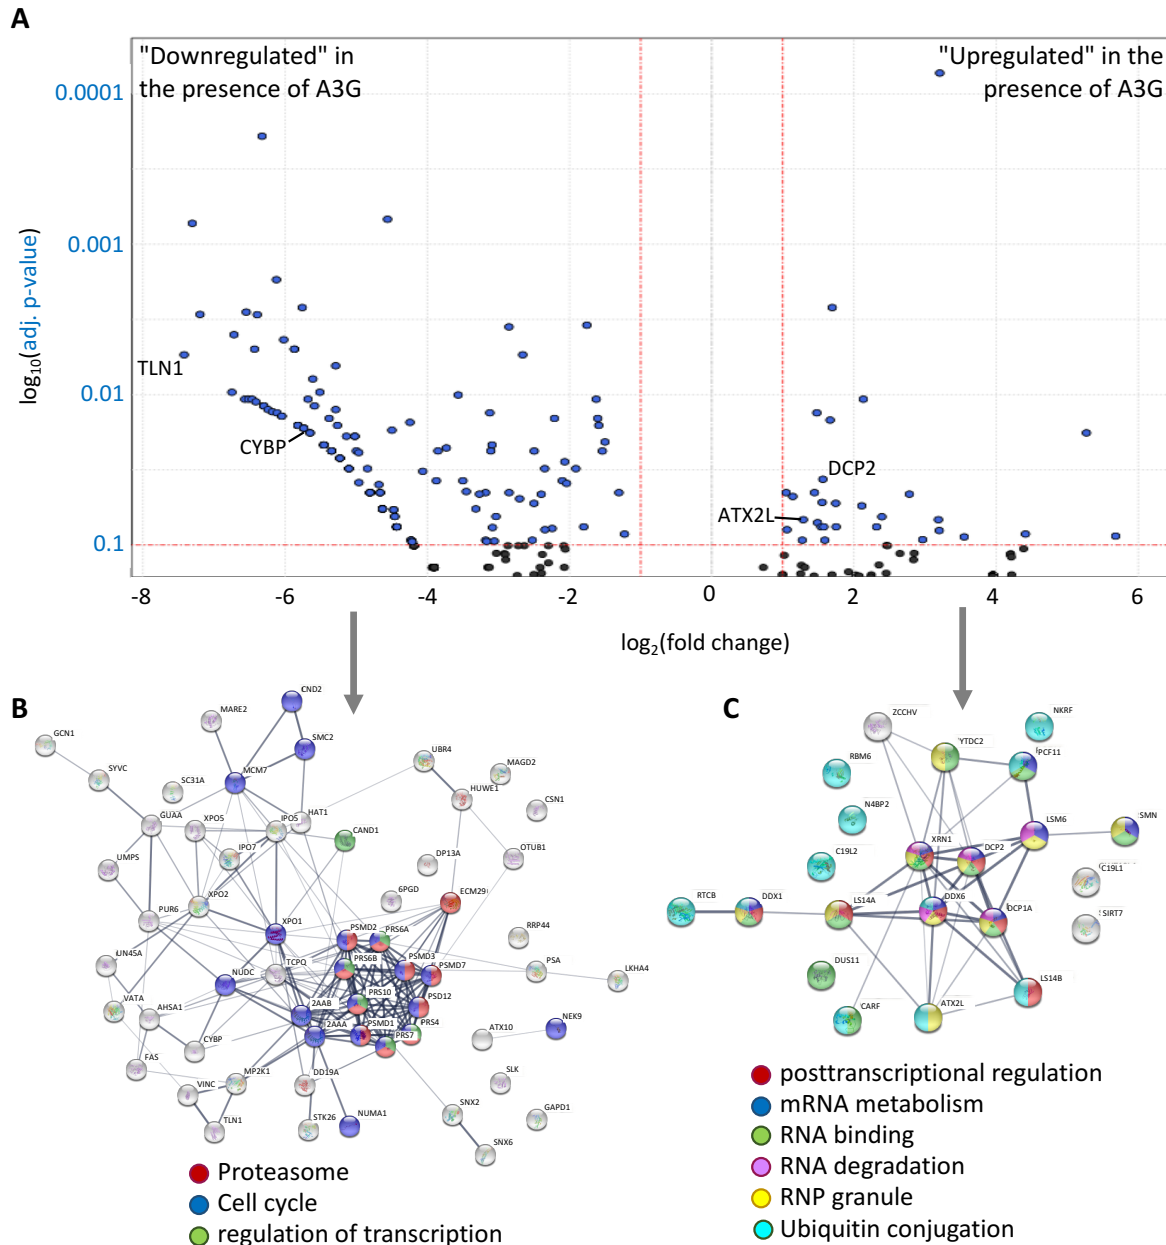 A
"Downregulated" in
the presence of A3G
"Upregulated" in the
presence of A3G
0.0001
0.001
0.01
0.1
log10(adj. p-value)
TLN1
CYBP
DCP2
ATX2L
-8
-6
-4
-2
0
2
4
6
log2(fold change)
B
CND2
MARE2
GCN1
SMC2
SYVC
MCM7
SC31A
UBR4
MAGD2
HUWE1
CSN1
GUAA
XPO5
IPO5
HAT1
CAND1
IPO7
DP13A
OTUB1
UMPS
XPO2
6PGD
ECM29
PUR6
XPO1
PSMD2
PRS6A
RRP44
UN45A
TCPQ
PRS6B
PSMD3
PSMD7
PSA
LKHA4
NUDC
VATA
AHSA1
2AAB
PRS10
PSD12
2AAA
PSMD1
PRS7
PRS4
CYBP
ATX10
NEK9
FAS
MP2K1
DD19A
SLK
VINC
TLN1
STK26
NUMA1
SNX2
SNX6
GAPD1
Proteasome
Cell cycle
regulation of transcription
C
ZCCHV
NKRF
YTDC2
PCF11
RBM6
N4BP2
LSM6
SMN
XRN1
DCP2
C19L2
C19L1
RTCB
DDX1
LS14A
DDX6
DCP1A
SIRT7
DUS11
LS14B
CARF
ATX2L
posttranscriptional regulation
mRNA metabolism
RNA binding
RNA degradation
RNP granule
Ubiquitin conjugation